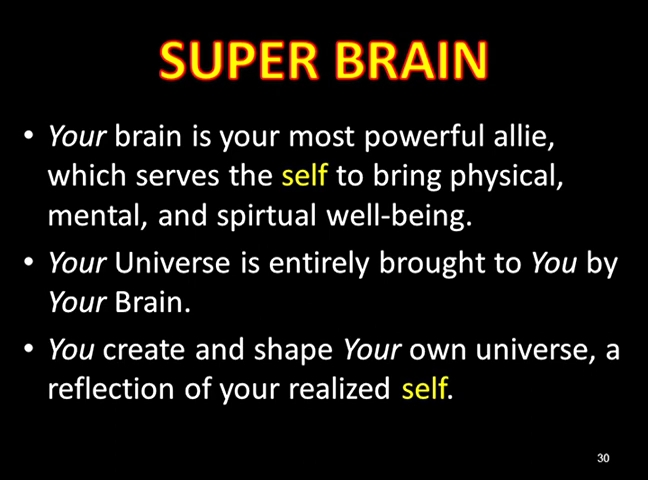 SUPER BRAIN
• Your brain is your most powerful allie,
which serves the self to bring physical,
mental, and spirtual well-being.
• Your Universe is entirely brought to You by
Your Brain.
• You create and shape Your own universe, a
reflection of your realized self.
30